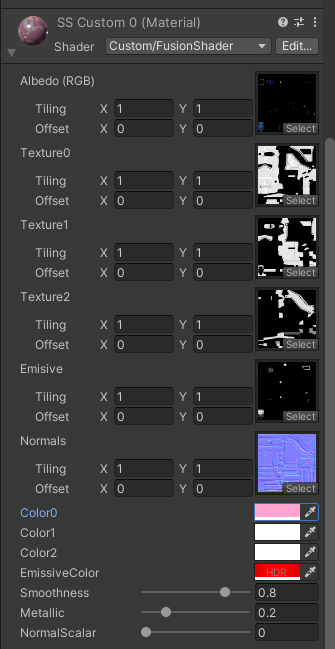 SS Custom 0 (Material)
Shader Custom/FusionShader Edit...
Albedo (RGB)
Tiling X 1 Y 1
Offset X 0 Y 0
Select
Texture0
Tiling X 1 Y 1
Offset X 0 Y 0
Select
Texture1
Tiling X 1 Y 1
Offset X 0 Y 0
Select
Texture2
Tiling X 1 Y 1
Offset X 0 Y 0
Select
Emisive
Tiling X 1 Y 1
Offset X 0 Y 0
Select
Normals
Tiling X 1 Y 1
Offset X 0 Y 0
Select
Color0
Color1
Color2
EmissiveColor HDR
Smoothness 0.8
Metallic 0.2
NormalScalar 0